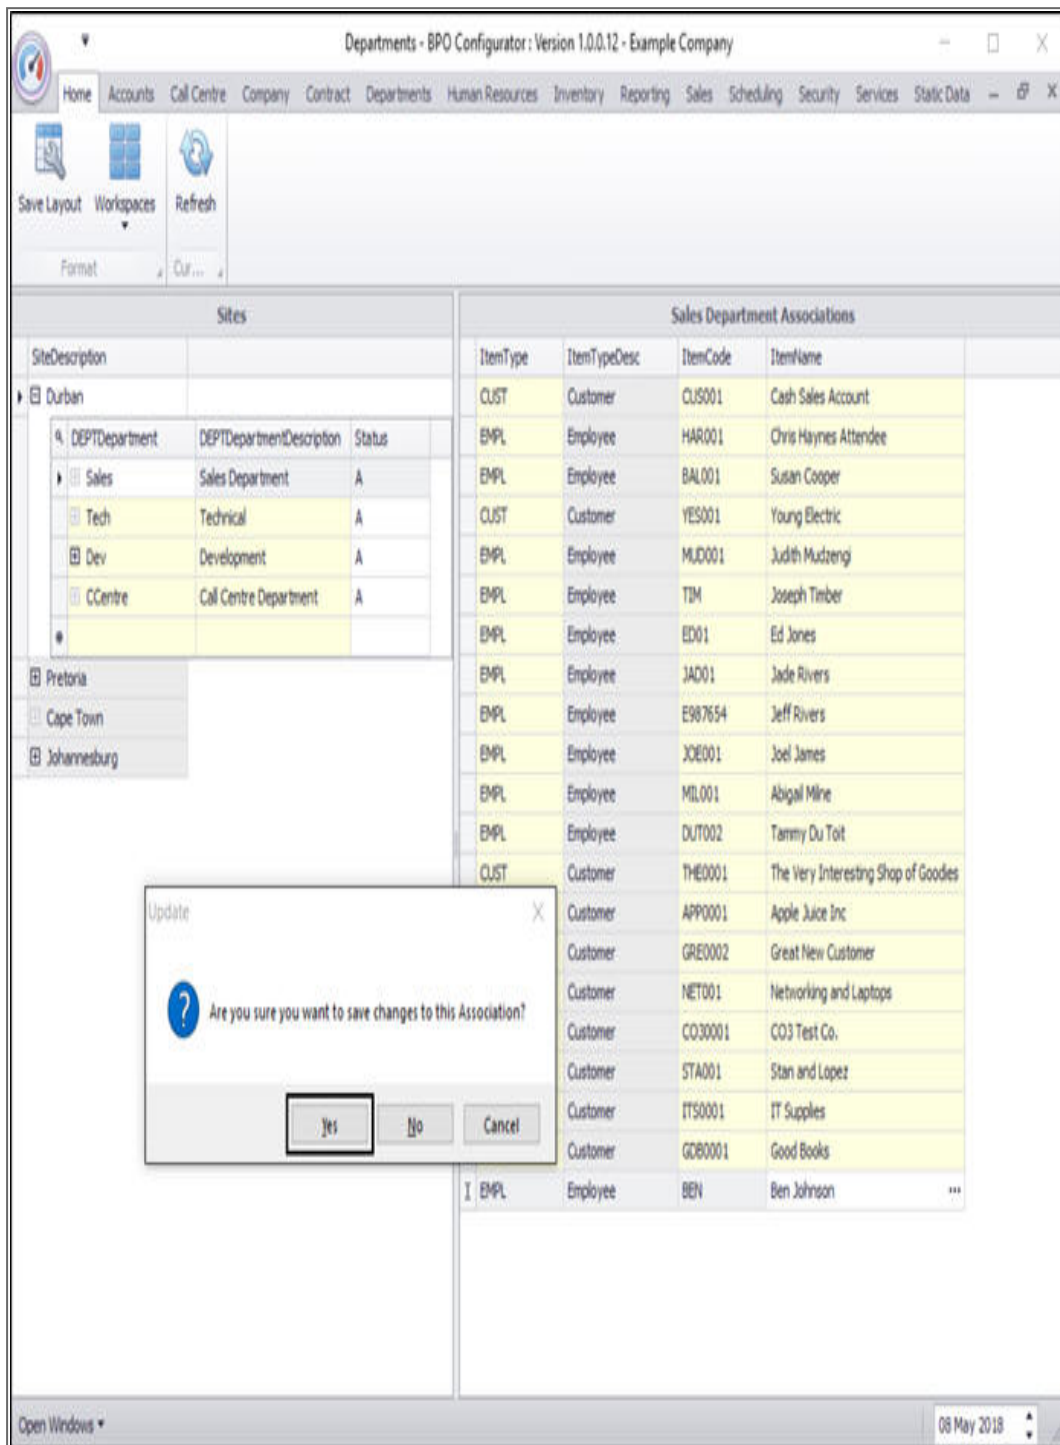 Departments - BPO Configurator : Version 1.0.0.12 - Example Company
Home Accounts Call Centre Company Contract Departments Human Resources Inventory Reporting Sales Scheduling Security Services Static Data
Save Layout Workspaces Refresh
Format Cur...
Sites
SiteDescription
Durban
DEPTDepartment DEPTDepartmentDescription Status
Sales Sales Department A
Tech Technical A
Dev Development A
CCentre Call Centre Department A
Pretoria
Cape Town
Johannesburg
Sales Department Associations
ItemType ItemTypeDesc ItemCode ItemName
CUST Customer CUS001 Cash Sales Account
EMPL Employee HAR001 Chris Haynes Attendee
EMPL Employee BAL001 Susan Cooper
CUST Customer YES001 Young Electric
EMPL Employee MUD001 Judith Mudzengi
EMPL Employee TIM Joseph Timber
EMPL Employee ED01 Ed Jones
EMPL Employee JAD01 Jade Rivers
EMPL Employee E987654 Jeff Rivers
EMPL Employee JOE001 Joel James
EMPL Employee MIL001 Abigail Milne
EMPL Employee DUT002 Tammy Du Toit
CUST Customer THE0001 The Very Interesting Shop of Goodies
Customer APP0001 Apple Juice Inc
Customer GRE0002 Great New Customer
Customer NET001 Networking and Laptops
Customer CO30001 CO3 Test Co.
Customer STA001 Stan and Lopez
Customer ITS0001 IT Supplies
Customer GOB0001 Good Books
EMPL Employee BEN Ben Johnson ...
Update
Are you sure you want to save changes to this Association?
Yes No Cancel
Open Windows
08 May 2018